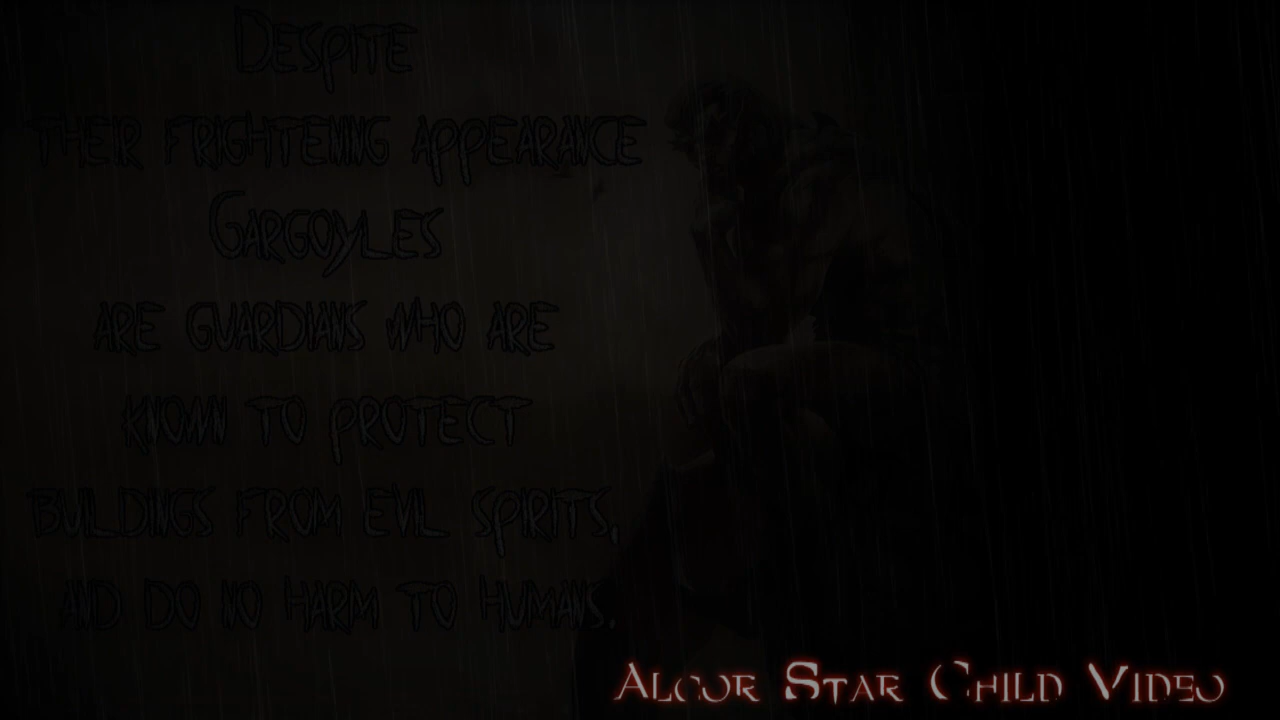 Despite
their frightening appearance
Gargoyles
are guardians who are
known to protect
buildings from evil spirits,
and do no harm to humans.
Alcor Star Child Video